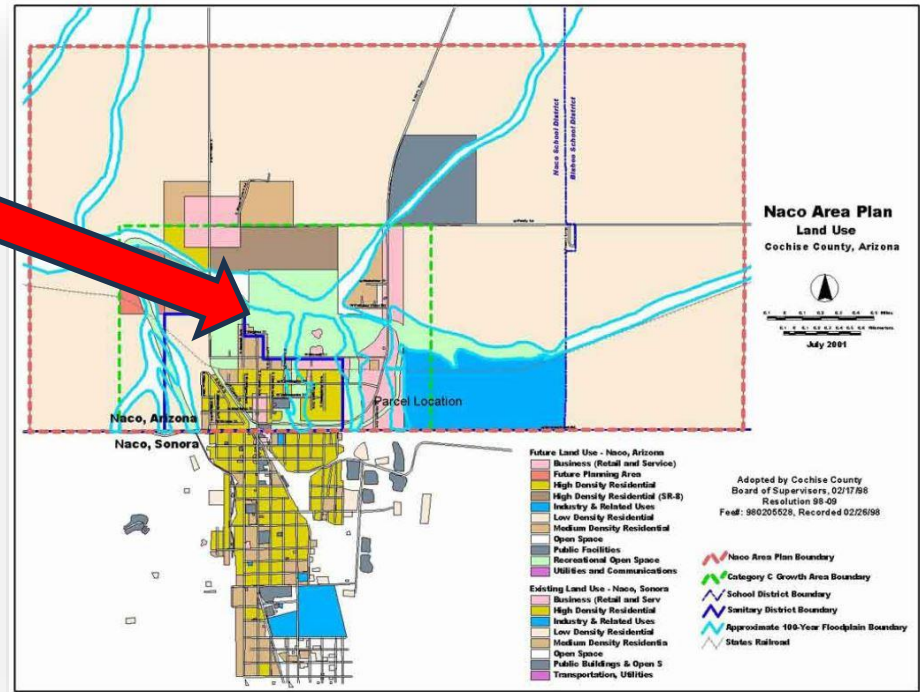 Naco School District
Bisbee School District
Naco Area Plan
Land Use
Cochise County, Arizona
July 2001
Parcel Location
Naco, Arizona
Naco, Sonora
Future Land Use - Naco, Arizona
Business (Retail and Service)
Future Planning Area
High Density Residential
High Density Residential (SR-8)
Industry & Related Uses
Low Density Residential
Medium Density Residential
Open Space
Public Facilities
Recreational Open Space
Utilities and Communications
Existing Land Use - Naco, Sonora
Business (Retail and Serv
High Density Residential
Industry & Related Uses
Low Density Residential
Medium Density Residentia
Open Space
Public Buildings & Open S
Transportation, Utilities
Adopted by Cochise County
Board of Supervisors, 02/17/98
Resolution 98-09
Fee#: 980205528, Recorded 02/26/98
Naco Area Plan Boundary
Category C Growth Area Boundary
School District Boundary
Sanitary District Boundary
Approximate 100-Year Floodplain Boundary
States Railroad